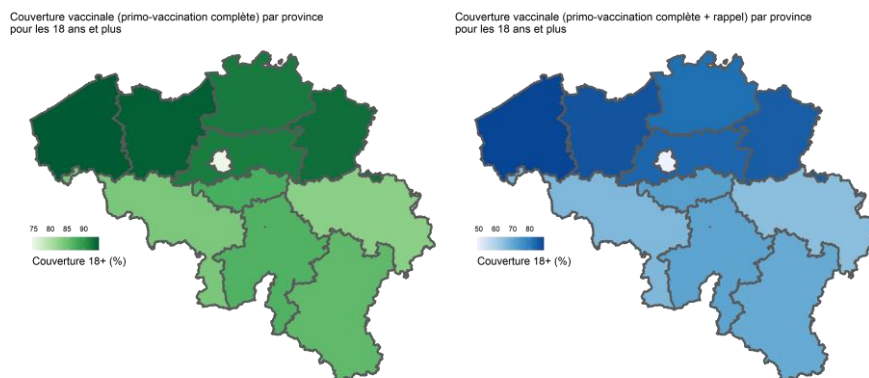 Couverture vaccinale (primo-vaccination complète) par province
pour les 18 ans et plus
75 80 85 90
Couverture 18+ (%)
Couverture vaccinale (primo-vaccination complète + rappel) par province
pour les 18 ans et plus
50 60 70 80
Couverture 18+ (%)